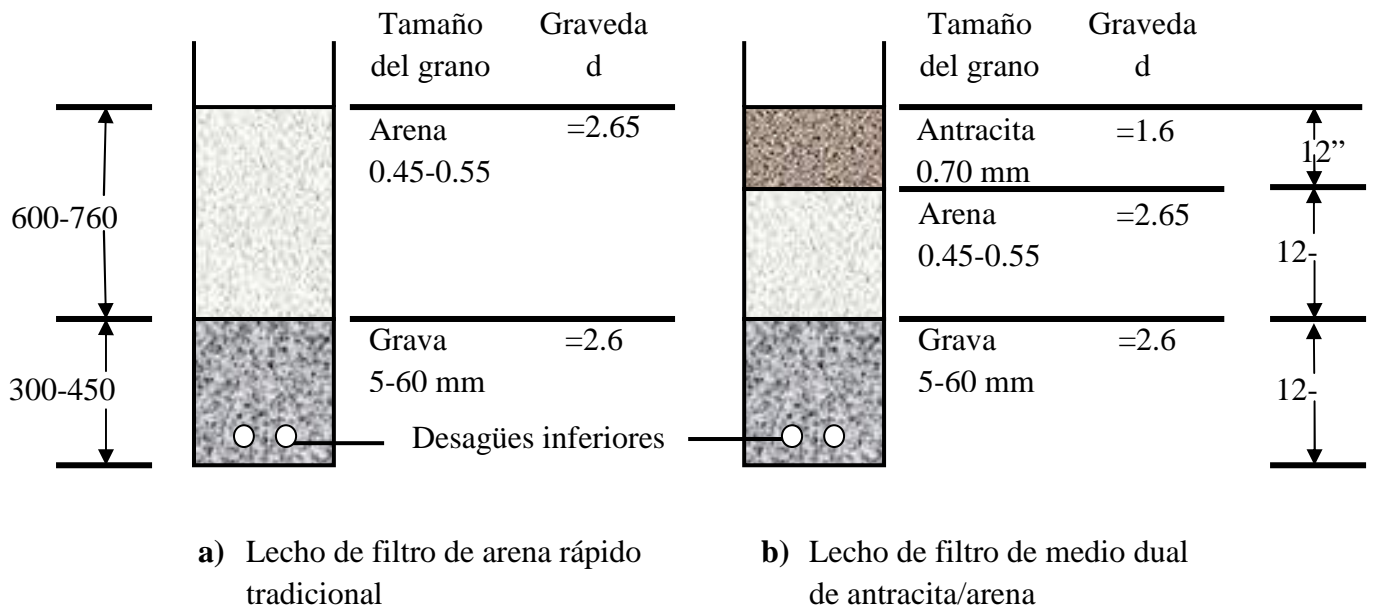 Tamaño
del grano
Graveda
d
Arena
0.45-0.55
=2.65
Grava
5-60 mm
=2.6
600-760
300-450
Desagües inferiores
Tamaño
del grano
Graveda
d
Antracita
0.70 mm
=1.6
Arena
0.45-0.55
=2.65
Grava
5-60 mm
=2.6
12”
12-
12-
a) Lecho de filtro de arena rápido
tradicional
b) Lecho de filtro de medio dual
de antracita/arena